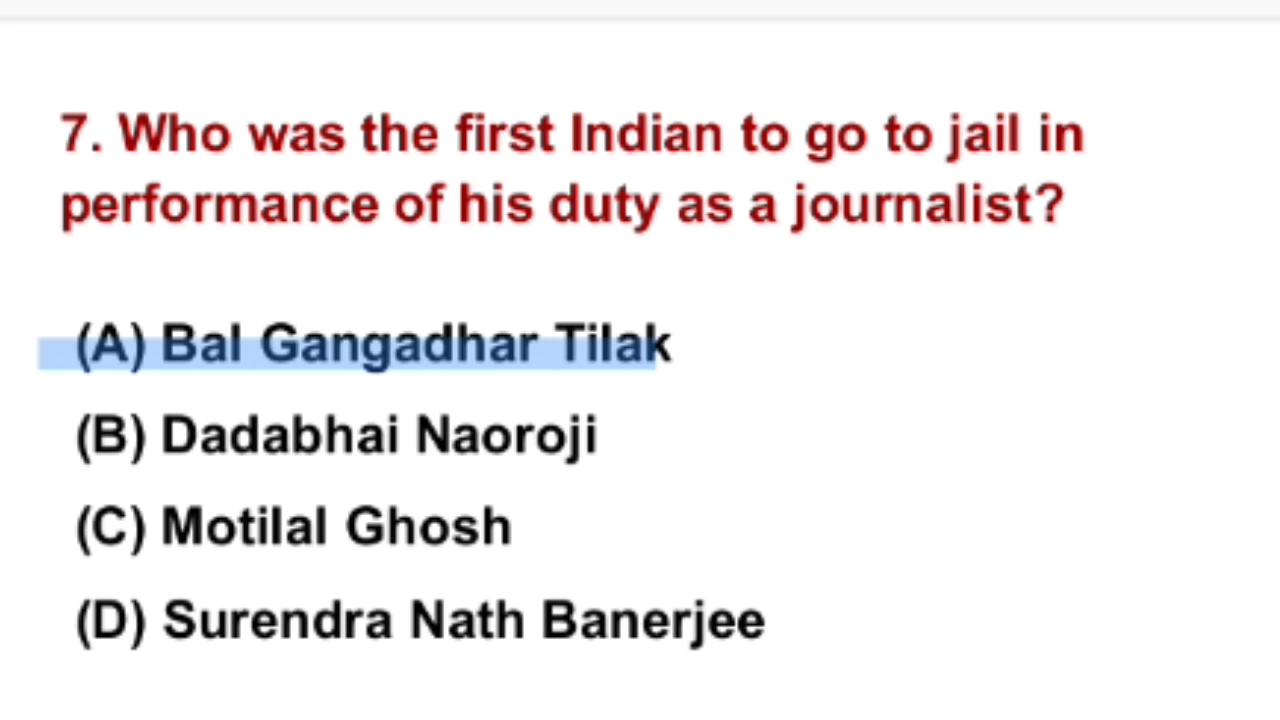 7. Who was the first Indian to go to jail in
performance of his duty as a journalist?
(A) Bal Gangadhar Tilak
(B) Dadabhai Naoroji
(C) Motilal Ghosh
(D) Surendra Nath Banerjee